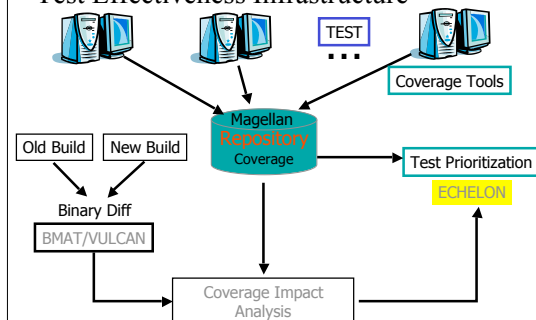 Test Effectiveness Infrastructure
TEST
...
Coverage Tools
Magellan
Repository
Coverage
Old Build
New Build
Test Prioritization
ECHELON
Binary Diff
BMAT/VULCAN
Coverage Impact
Analysis